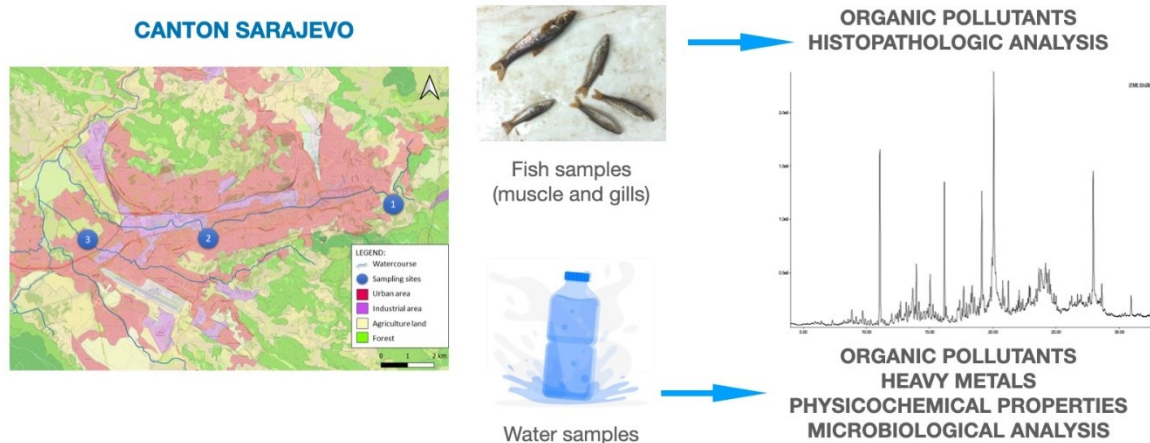 CANTON SARAJEVO
1
2
3
LEGEND:
Watercourse
Sampling sites
Urban area
Industrial area
Agriculture land
Forest
0 1 2 km
Fish samples
(muscle and gills)
Water samples
ORGANIC POLLUTANTS
HISTOPATHOLOGIC ANALYSIS
ORGANIC POLLUTANTS
HEAVY METALS
PHYSICOCHEMICAL PROPERTIES
MICROBIOLOGICAL ANALYSIS